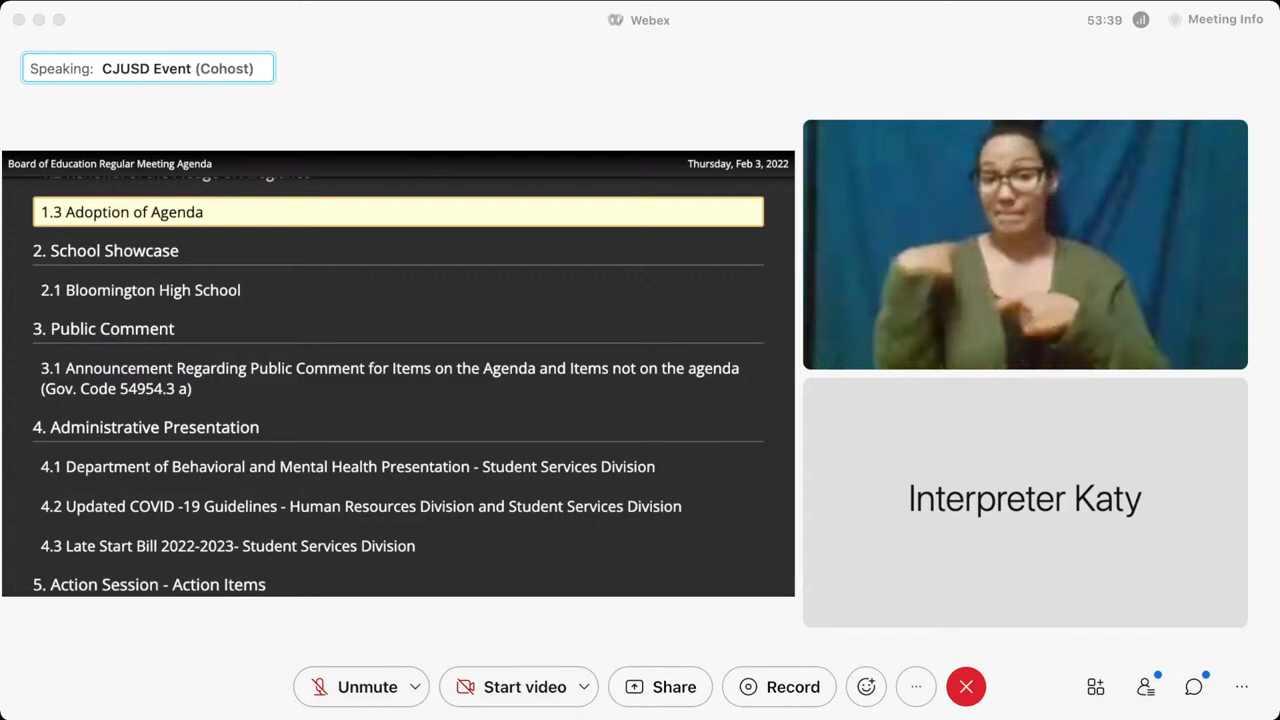 Webex
53:39
Meeting Info
Speaking: CJUSD Event (Cohost)
Board of Education Regular Meeting Agenda
Thursday, Feb 3, 2022
1.3 Adoption of Agenda
2. School Showcase
2.1 Bloomington High School
3. Public Comment
3.1 Announcement Regarding Public Comment for Items on the Agenda and Items not on the agenda
(Gov. Code 54954.3 a)
4. Administrative Presentation
4.1 Department of Behavioral and Mental Health Presentation - Student Services Division
4.2 Updated COVID -19 Guidelines - Human Resources Division and Student Services Division
4.3 Late Start Bill 2022-2023- Student Services Division
5. Action Session - Action Items
Interpreter Katy
Unmute
Start video
Share
Record